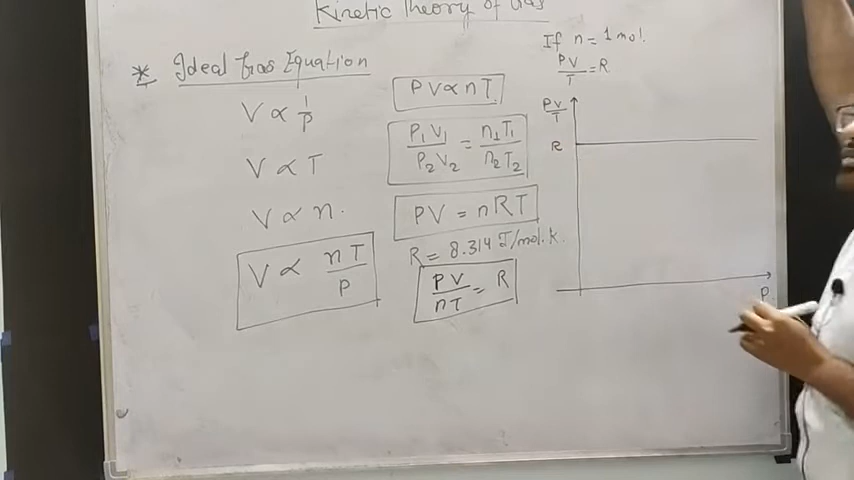 Kinetic Theory of Gas
* Ideal Gas Equation
V ∝ 1/P
V ∝ T
V ∝ n.
V ∝ nT/P
PV ∝ nT
P₁V₁/P₂V₂ = n₁T₁/n₂T₂
PV = nRT
R = 8.314 J/mol.K.
PV/nT = R
If n = 1 mol.
PV/T = R
PV/T
R
P